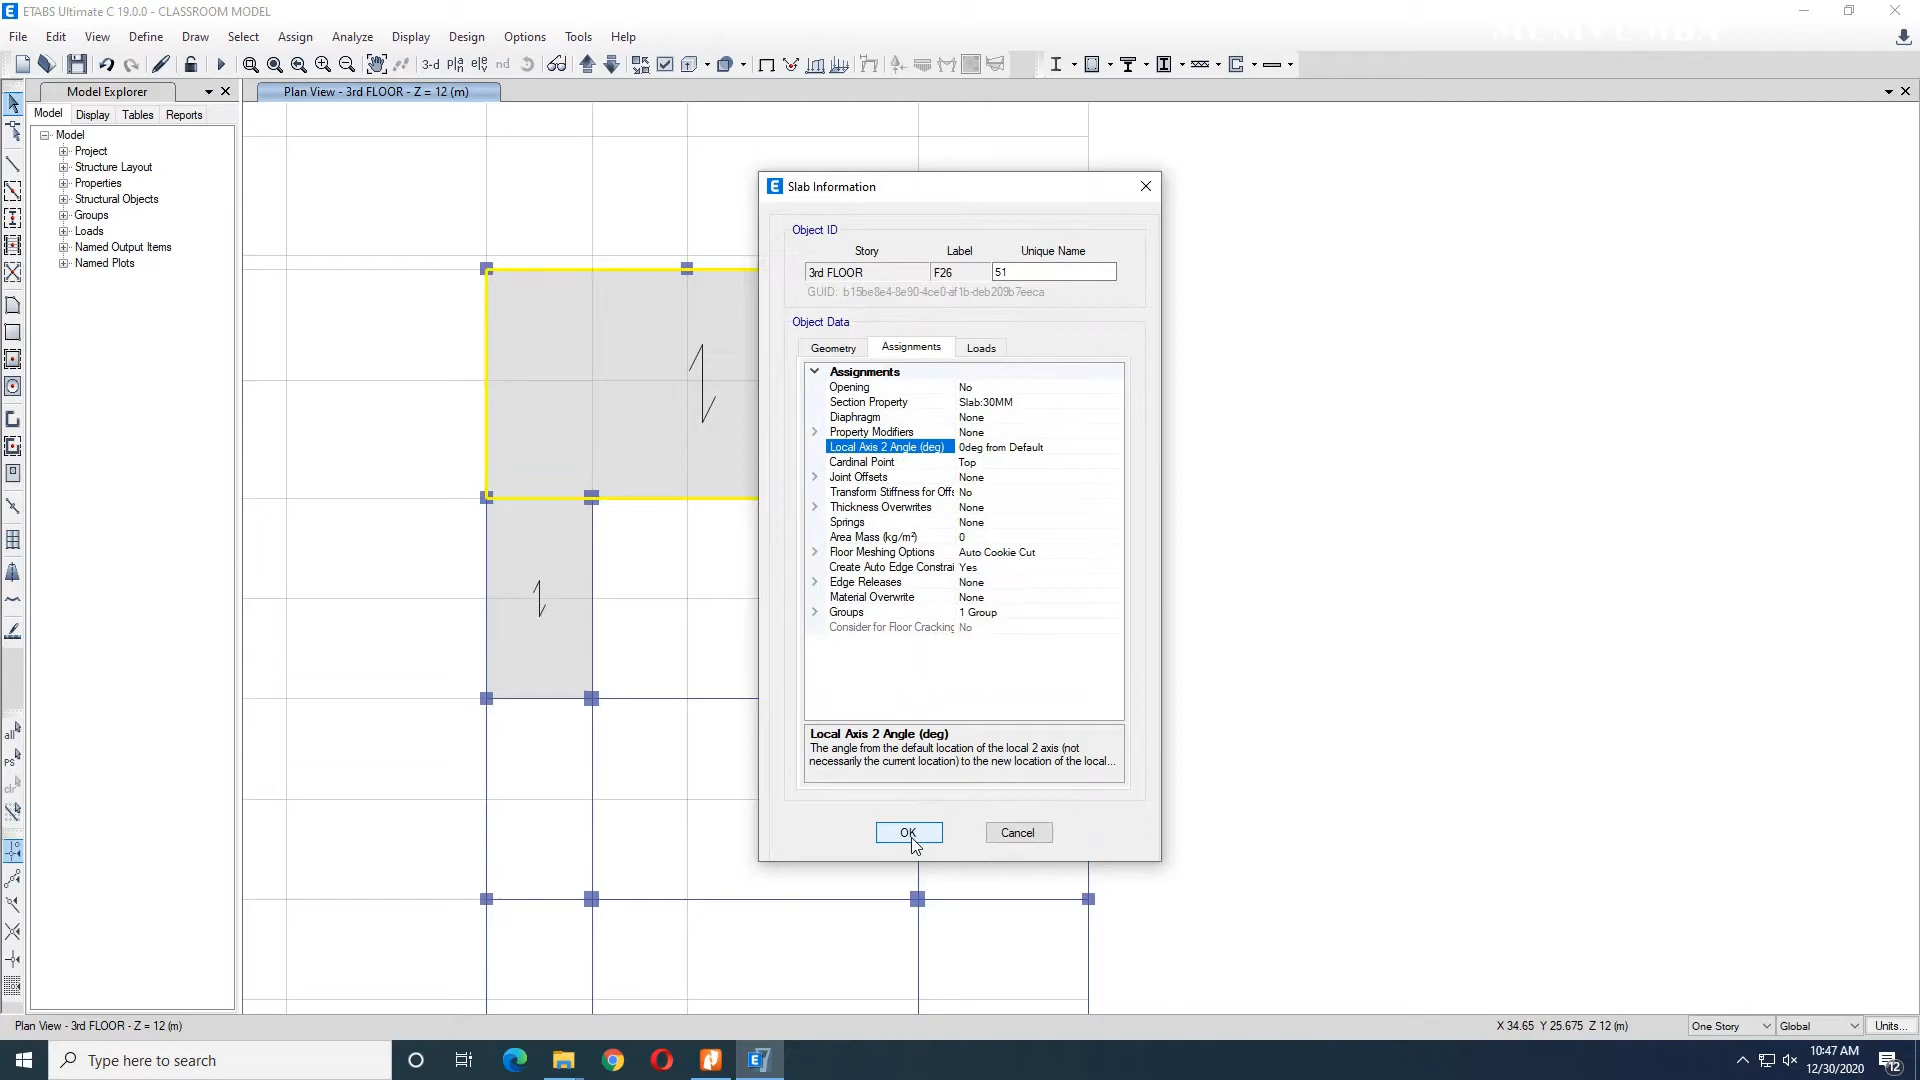 ETABS Ultimate C 19.0.0 - CLASSROOM MODEL
File Edit View Define Draw Select Assign Analyze Display Design Options Tools Help
3-d
Model Explorer
Plan View - 3rd FLOOR - Z = 12 (m)
Model Display Tables Reports
Model
Project
Structure Layout
Properties
Structural Objects
Groups
Loads
Named Output Items
Named Plots
all
PS
clr
Slab Information
Object ID
Story Label Unique Name
3rd FLOOR F26 51
GUID: b15be8e4-8e90-4ce0-af1b-deb209b7eeca
Object Data
Geometry Assignments Loads
Assignments
Opening No
Section Property Slab:30MM
Diaphragm None
Property Modifiers None
Local Axis 2 Angle (deg) 0deg from Default
Cardinal Point Top
Joint Offsets None
Transform Stiffness for Offs No
Thickness Overwrites None
Springs None
Area Mass (kg/m²) 0
Floor Meshing Options Auto Cookie Cut
Create Auto Edge Constrai Yes
Edge Releases None
Material Overwrite None
Groups 1 Group
Consider for Floor Cracking No
Local Axis 2 Angle (deg)
The angle from the default location of the local 2 axis (not
necessarily the current location) to the new location of the local...
OK Cancel
Plan View - 3rd FLOOR - Z = 12 (m) X 34.65 Y 25.675 Z 12 (m) One Story Global Units...
Type here to search
10:47 AM
12/30/2020
12